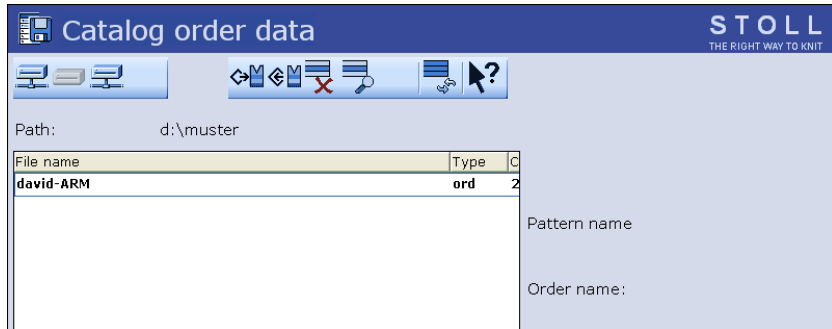 Catalog order data
STOLL
THE RIGHT WAY TO KNIT
?
Path: d:\muster
File name Type C
david-ARM ord 2
Pattern name
Order name: